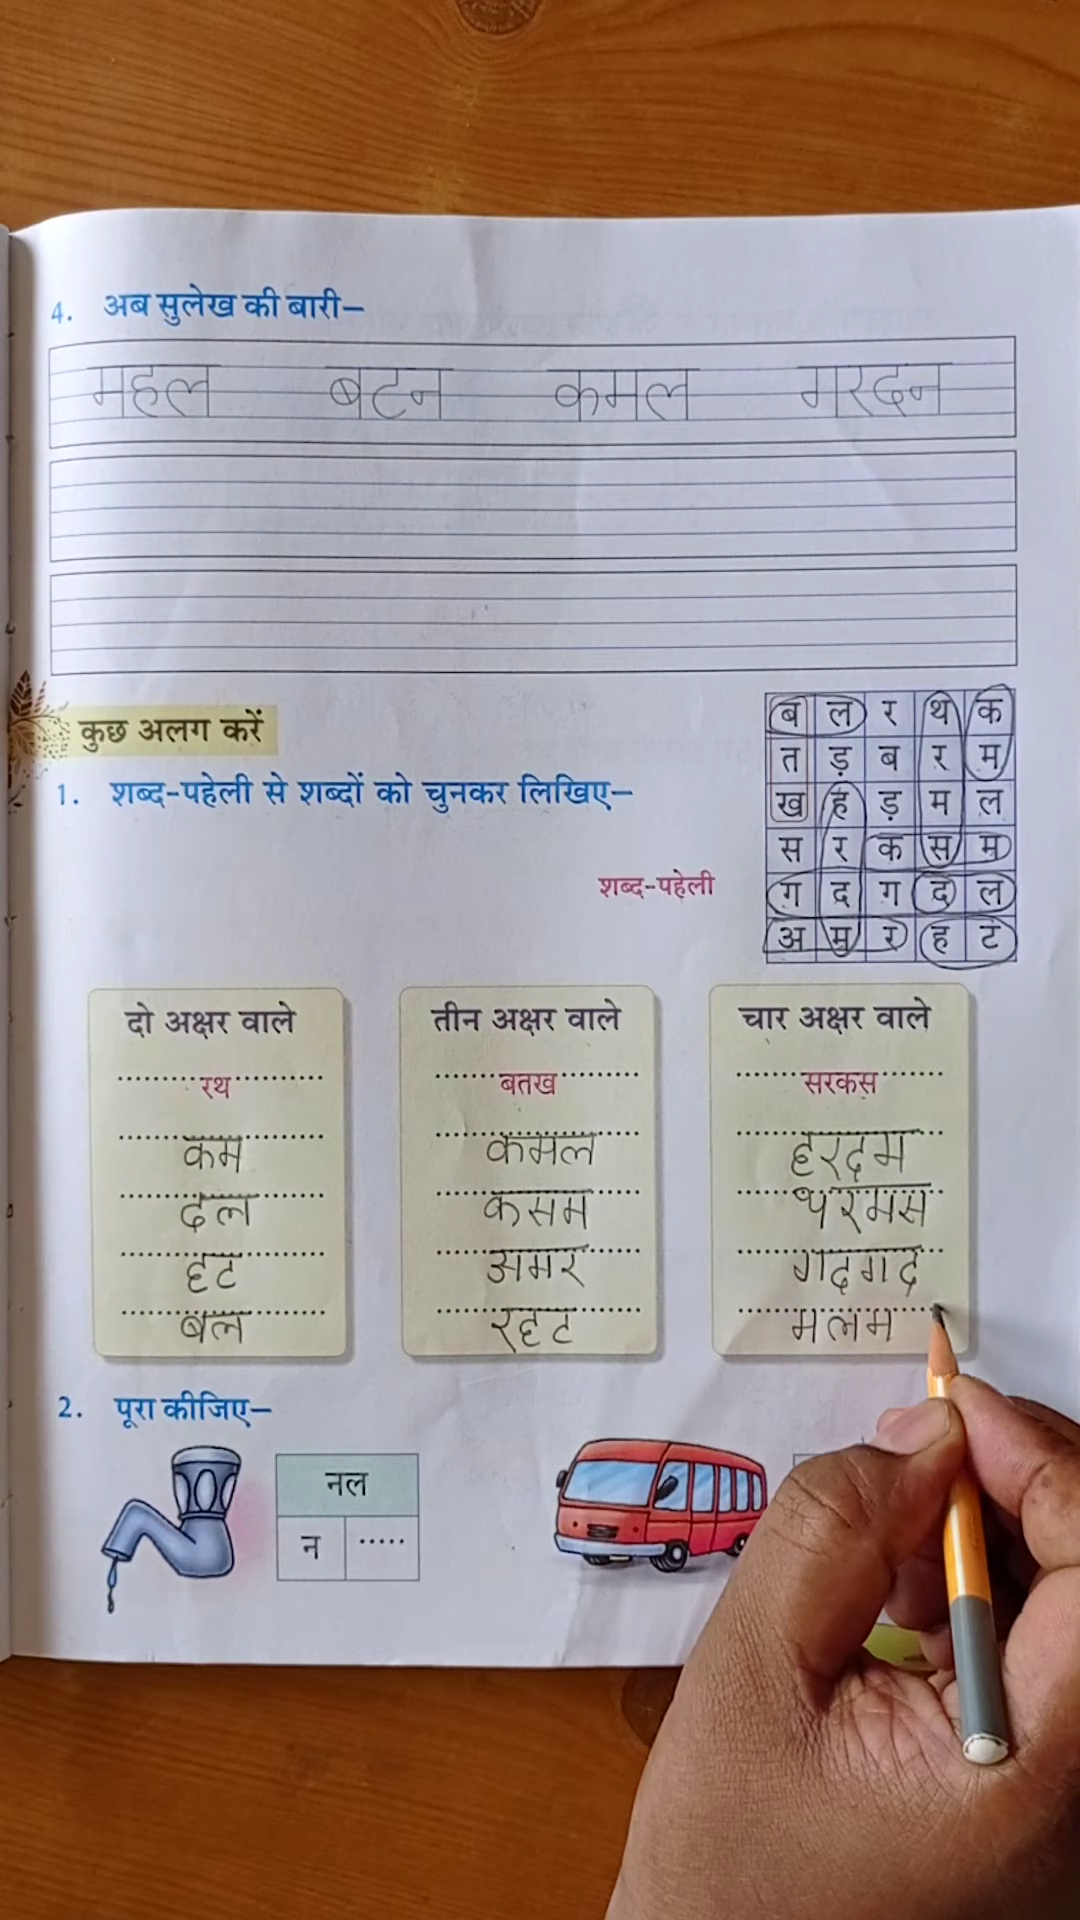 4. अब सुलेख की बारी–
महल बटन कमल गरदन
कुछ अलग करें
1. शब्द-पहेली से शब्दों को चुनकर लिखिए–
शब्द-पहेली
ब ल र थ क
त ड़ ब र म
ख ह ड़ म ल
स र क स म
ग द ग द ल
अ म र ह ट
दो अक्षर वाले
रथ
कम
दल
हट
बल
तीन अक्षर वाले
बतख
कमल
कसम
अमर
रहट
चार अक्षर वाले
सरकस
हरदम
थरमस
गदगद
मलम
2. पूरा कीजिए–
नल
न .....